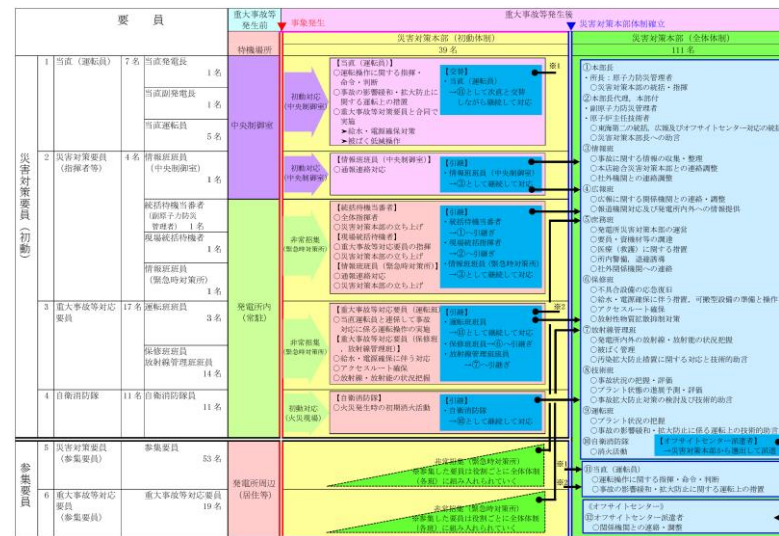 要　員
重大事故等
発生前
待機場所
重大事故等発生後
事象発生
災害対策本部体制確立
災害対策本部（初動体制）
39 名
災害対策本部（全体体制）
111 名
災害対策要員（初動）
1 当直（運転員） 7 名 当直発電長
1 名
当直副発電長
1 名
当直運転員
5 名
中央制御室
初動対応
（中央制御室）
【当直（運転員）】
○運転操作に関する指揮・
命令・判断
○事故の影響緩和・拡大防止に
関する運転上の措置
○重大事故等対策要員と合同で
実施
➤給水・電源確保対応
➤被ばく低減操作
【交替】
・当直（運転員）
→⑪として次直と交替
しながら継続して対応
※1
2 災害対策要員
（指揮者等）
4 名 情報班班員
（中央制御室）
1 名
初動対応
（中央制御室）
【情報班班員（中央制御室）】
○通報連絡対応
【引継】
・情報班班員（中央制御室）
→③として継続して対応
統括待機当番者
（副原子力防災
管理者） 1 名
現場統括待機者
1 名
情報班班員
（緊急時対策所）
1 名
発電所内
（常駐）
非常招集
（緊急時対策所）
【統括待機当番者】
○全体指揮者
○災害対策本部の立ち上げ
【現場統括待機者】
○重大事故等対応要員の指揮
○災害対策本部の立ち上げ
【情報班班員（緊急時対策所）】
○通報連絡対応
○災害対策本部の立ち上げ
【引継】
・統括待機当番者
→①へ引継ぎ
・現場統括待機者
→⑥へ引継ぎ
・情報班班員（緊急時対策所）
→③として継続して対応
3 重大事故等対応
要員
17 名 運転班班員
3 名
保修班班員
放射線管理班班員
14 名
非常招集
（緊急時対策所）
【重大事故等対応要員（運転班）
○当直運転員と連係して事故
対応に係る運転操作の実施
【重大事故等対応要員（保修班
、放射線管理班）】
○給水・電源確保に伴う対応
○アクセスルート確保
○放射線・放射能の状況把握
【引継】
・運転班班員
→⑪として継続して対応
・保修班班員→⑥へ引継ぎ
・放射線管理班班員
→⑦へ引継ぎ
※2
4 自衛消防隊 11 名 自衛消防隊員
11 名
初動対応
（火災現場）
【自衛消防隊】
○火災発生時の初期消火活動
【引継】
・自衛消防隊
→⑩として継続して対応
参集要員
5 災害対策要員
（参集要員）
参集要員
53 名
発電所周辺
（居住等）
非常招集（緊急時対策所）
※参集した要員は役割ごとに全体体制
（各班）に組み入れられていく
6 重大事故等対応
要員
（参集要員）
重大事故等対応要員
19 名
非常招集（緊急時対策所）
※参集した要員は役割ごとに全体体制
（各班）に組み入れられていく
①本部長
・所長：原子力防災管理者
○災害対策本部の統括・指揮
②本部長代理，本部付
・副原子力防災管理者
・原子炉主任技術者
○東海第二の統括，広報及びオフサイトセンター対応の統括
○災害対策本部長への助言
③情報班
○事故に関する情報の収集・整理
○本店総合災害対策本部との連絡調整
○社外機関との連絡調整
④広報班
○広報に関する関係機関との連絡・調整
○報道機関対応及び発電所内外への情報提供
⑤庶務班
○災害対策本部の運営
○要員・資機材等の調達
○医療（救護）に関する措置
○所内警備，退避誘導
○社外関係機関への連絡
⑥保修班
○不具合設備の応急復旧
○給水・電源確保に伴う措置，可搬型設備の準備と操作
○アクセスルート確保
○放射性物質拡散抑制対策
⑦放射線管理班
○発電所内外の放射線・放射能の状況把握
○被ばく管理
○汚染拡大防止措置に関する対応と技術的助言
⑧技術班
○事故状況の把握・評価
○プラント状態の進展予測・評価
○事故拡大防止対策の検討及び技術的助言
⑨運転班
○プラント状況の把握
○事故の影響緩和・拡大防止に係る運転上の技術的助言
⑩自衛消防隊
○消火活動
【オフサイトセンター派遣者】
→災害対策本部から選出して派遣
※1
⑪当直（運転員）
○運転操作に関する指揮・命令・判断
○事故の影響緩和・拡大防止に関する運転上の措置
《オフサイトセンター》
⑫オフサイトセンター派遣者
○関係機関との連絡・調整